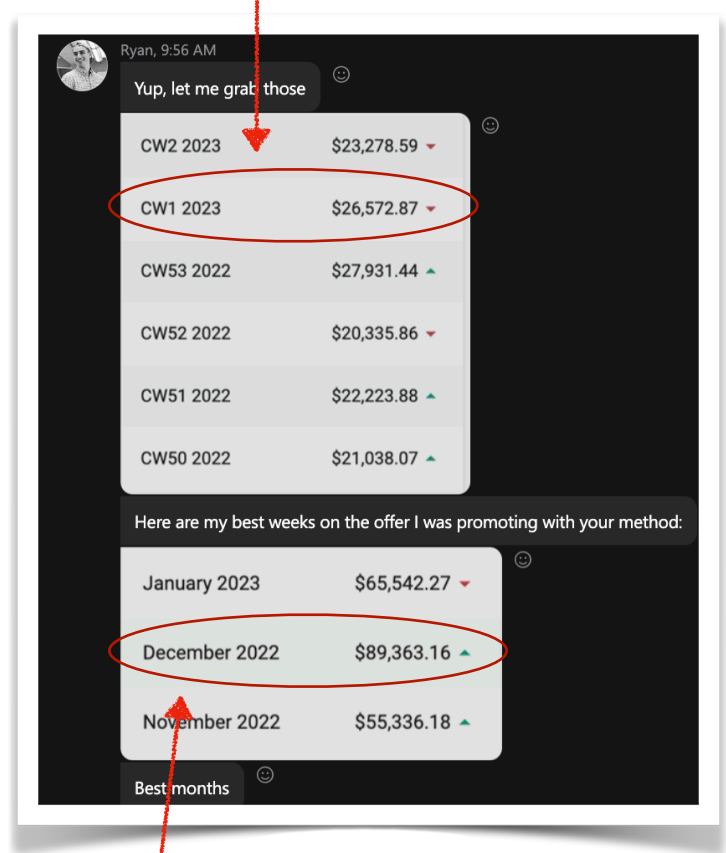 Ryan, 9:56 AM
Yup, let me grab those
CW2 2023 $23,278.59
CW1 2023 $26,572.87
CW53 2022 $27,931.44
CW52 2022 $20,335.86
CW51 2022 $22,223.88
CW50 2022 $21,038.07
Here are my best weeks on the offer I was promoting with your method:
January 2023 $65,542.27
December 2022 $89,363.16
November 2022 $55,336.18
Best months